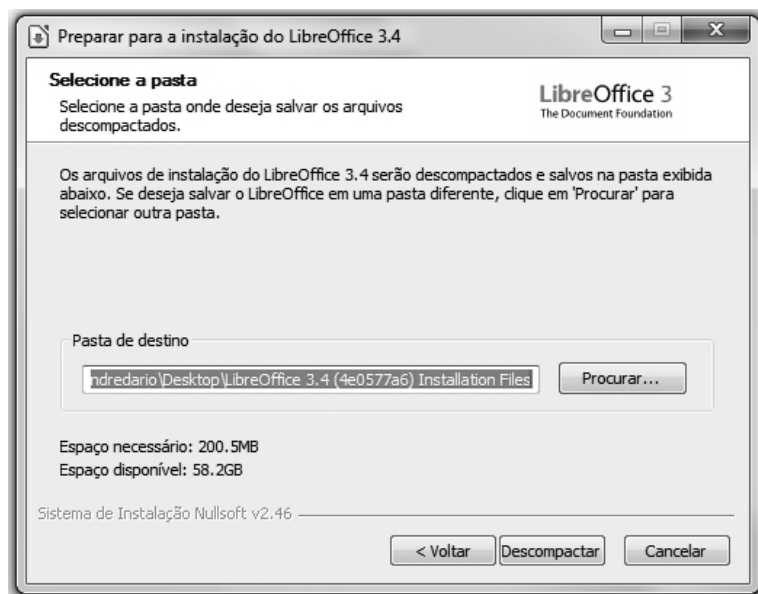 Preparar para a instalação do LibreOffice 3.4
Selecione a pasta
Selecione a pasta onde deseja salvar os arquivos
descompactados.
LibreOffice 3
The Document Foundation
Os arquivos de instalação do LibreOffice 3.4 serão descompactados e salvos na pasta exibida
abaixo. Se deseja salvar o LibreOffice em uma pasta diferente, clique em 'Procurar' para
selecionar outra pasta.
Pasta de destino
ndredario\Desktop\LibreOffice 3.4 (4e0577a6) Installation Files
Procurar...
Espaço necessário: 200.5MB
Espaço disponível: 58.2GB
Sistema de Instalação Nullsoft v2.46
< Voltar
Descompactar
Cancelar